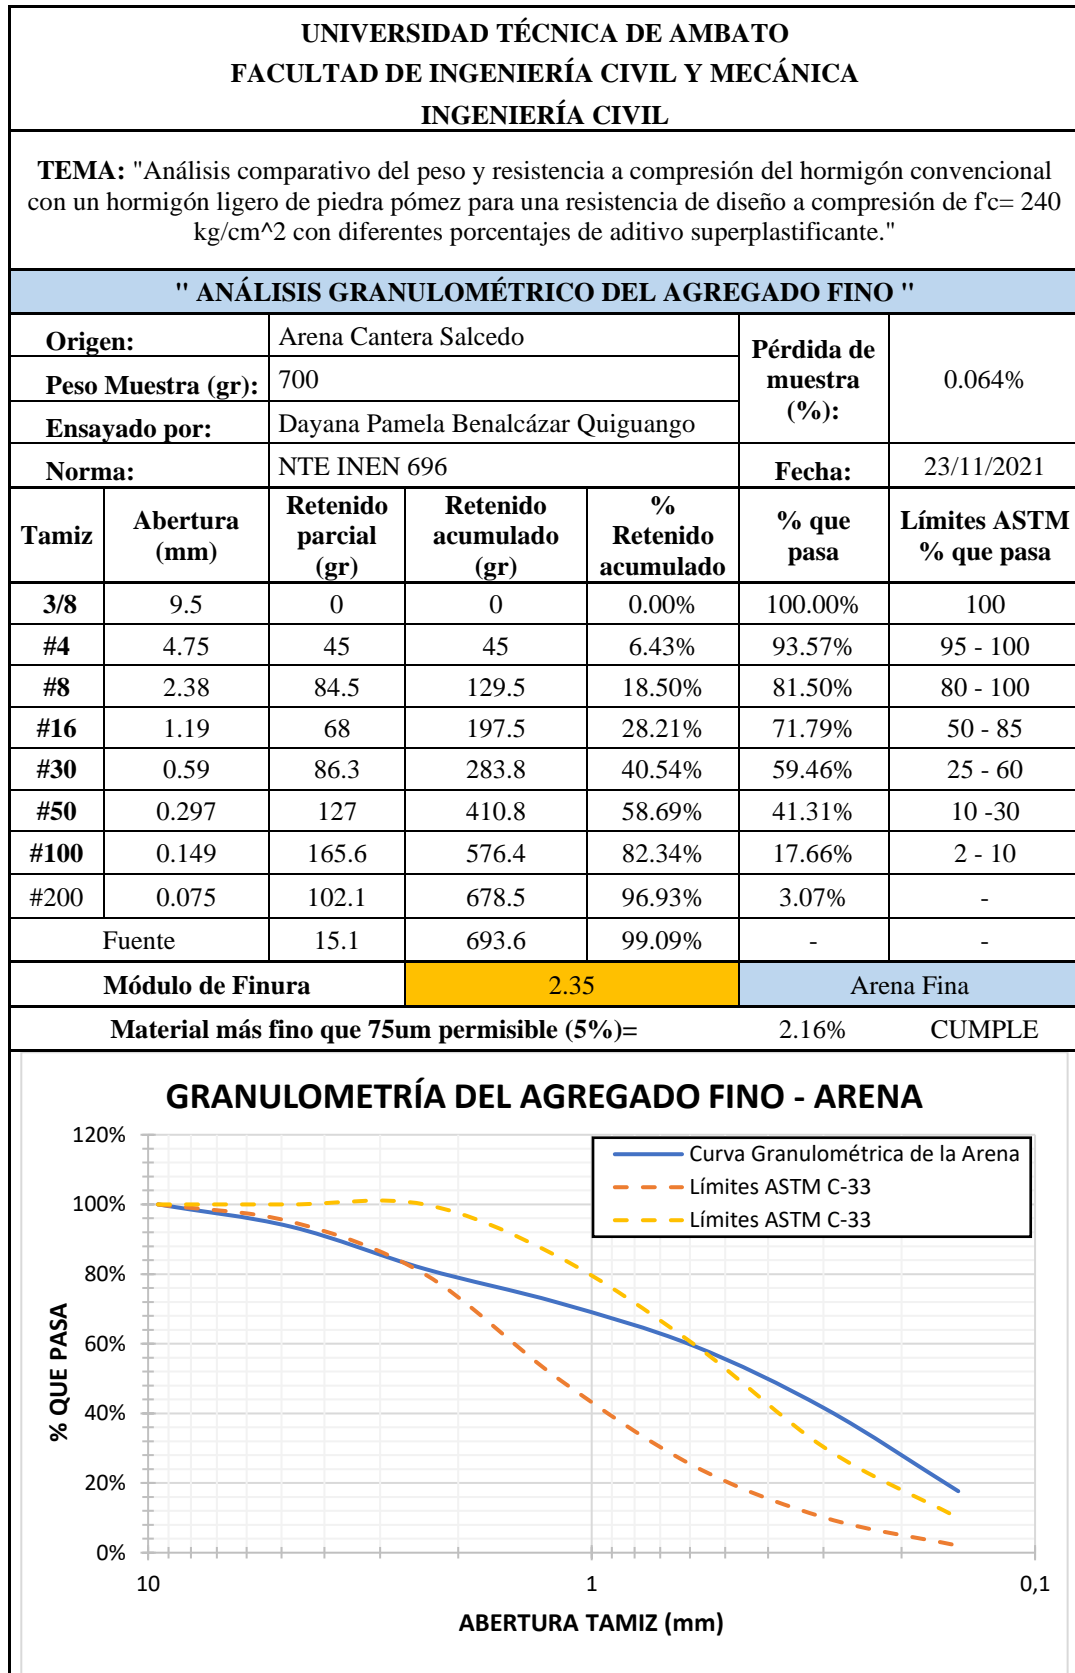 UNIVERSIDAD TÉCNICA DE AMBATO
FACULTAD DE INGENIERÍA CIVIL Y MECÁNICA
INGENIERÍA CIVIL
TEMA: "Análisis comparativo del peso y resistencia a compresión del hormigón convencional
con un hormigón ligero de piedra pómez para una resistencia de diseño a compresión de f'c= 240
kg/cm^2 con diferentes porcentajes de aditivo superplastificante."
" ANÁLISIS GRANULOMÉTRICO DEL AGREGADO FINO "
Origen: Arena Cantera Salcedo
Peso Muestra (gr): 700
Ensayado por: Dayana Pamela Benalcázar Quiguango
Pérdida de
muestra
(%):
0.064%
Norma: NTE INEN 696 Fecha: 23/11/2021
Tamiz
Abertura
(mm)
Retenido
parcial
(gr)
Retenido
acumulado
(gr)
%
Retenido
acumulado
% que
pasa
Límites ASTM
% que pasa
3/8 9.5 0 0 0.00% 100.00% 100
#4 4.75 45 45 6.43% 93.57% 95 - 100
#8 2.38 84.5 129.5 18.50% 81.50% 80 - 100
#16 1.19 68 197.5 28.21% 71.79% 50 - 85
#30 0.59 86.3 283.8 40.54% 59.46% 25 - 60
#50 0.297 127 410.8 58.69% 41.31% 10 -30
#100 0.149 165.6 576.4 82.34% 17.66% 2 - 10
#200 0.075 102.1 678.5 96.93% 3.07% -
Fuente 15.1 693.6 99.09% - -
Módulo de Finura 2.35 Arena Fina
Material más fino que 75um permisible (5%)= 2.16% CUMPLE
GRANULOMETRÍA DEL AGREGADO FINO - ARENA
Curva Granulométrica de la Arena
Límites ASTM C-33
Límites ASTM C-33
120%
100%
80%
60%
40%
20%
0%
% QUE PASA
10 1 0,1
ABERTURA TAMIZ (mm)